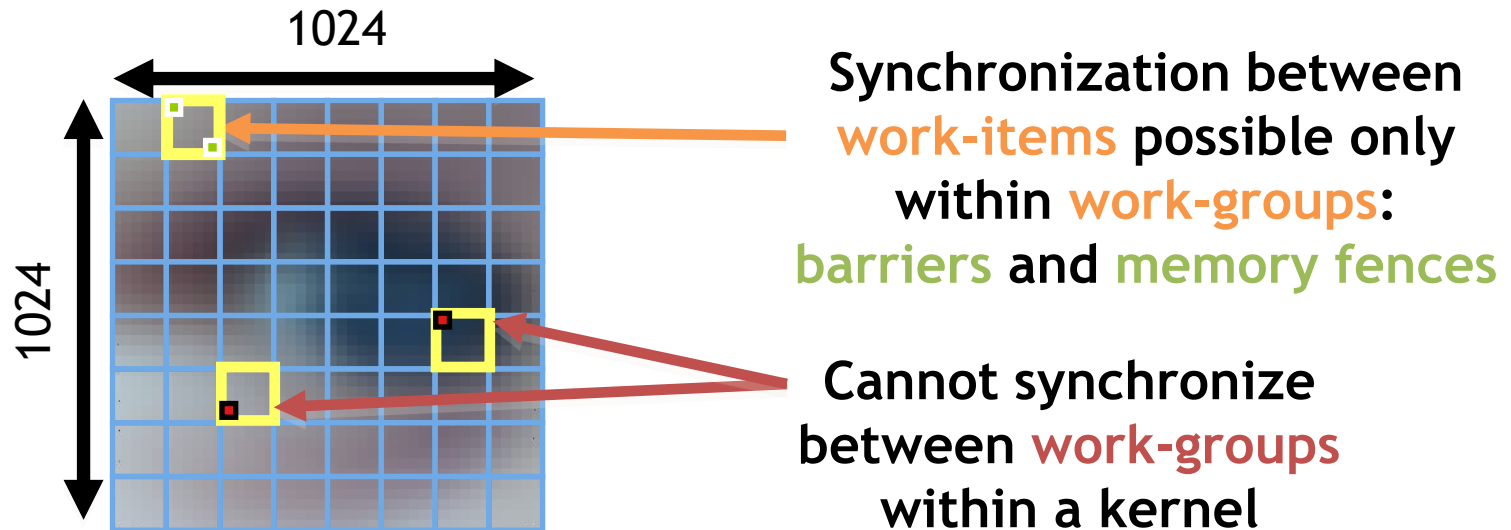 1024
1024
Synchronization between
work-items possible only
within work-groups:
barriers and memory fences
Cannot synchronize
between work-groups
within a kernel